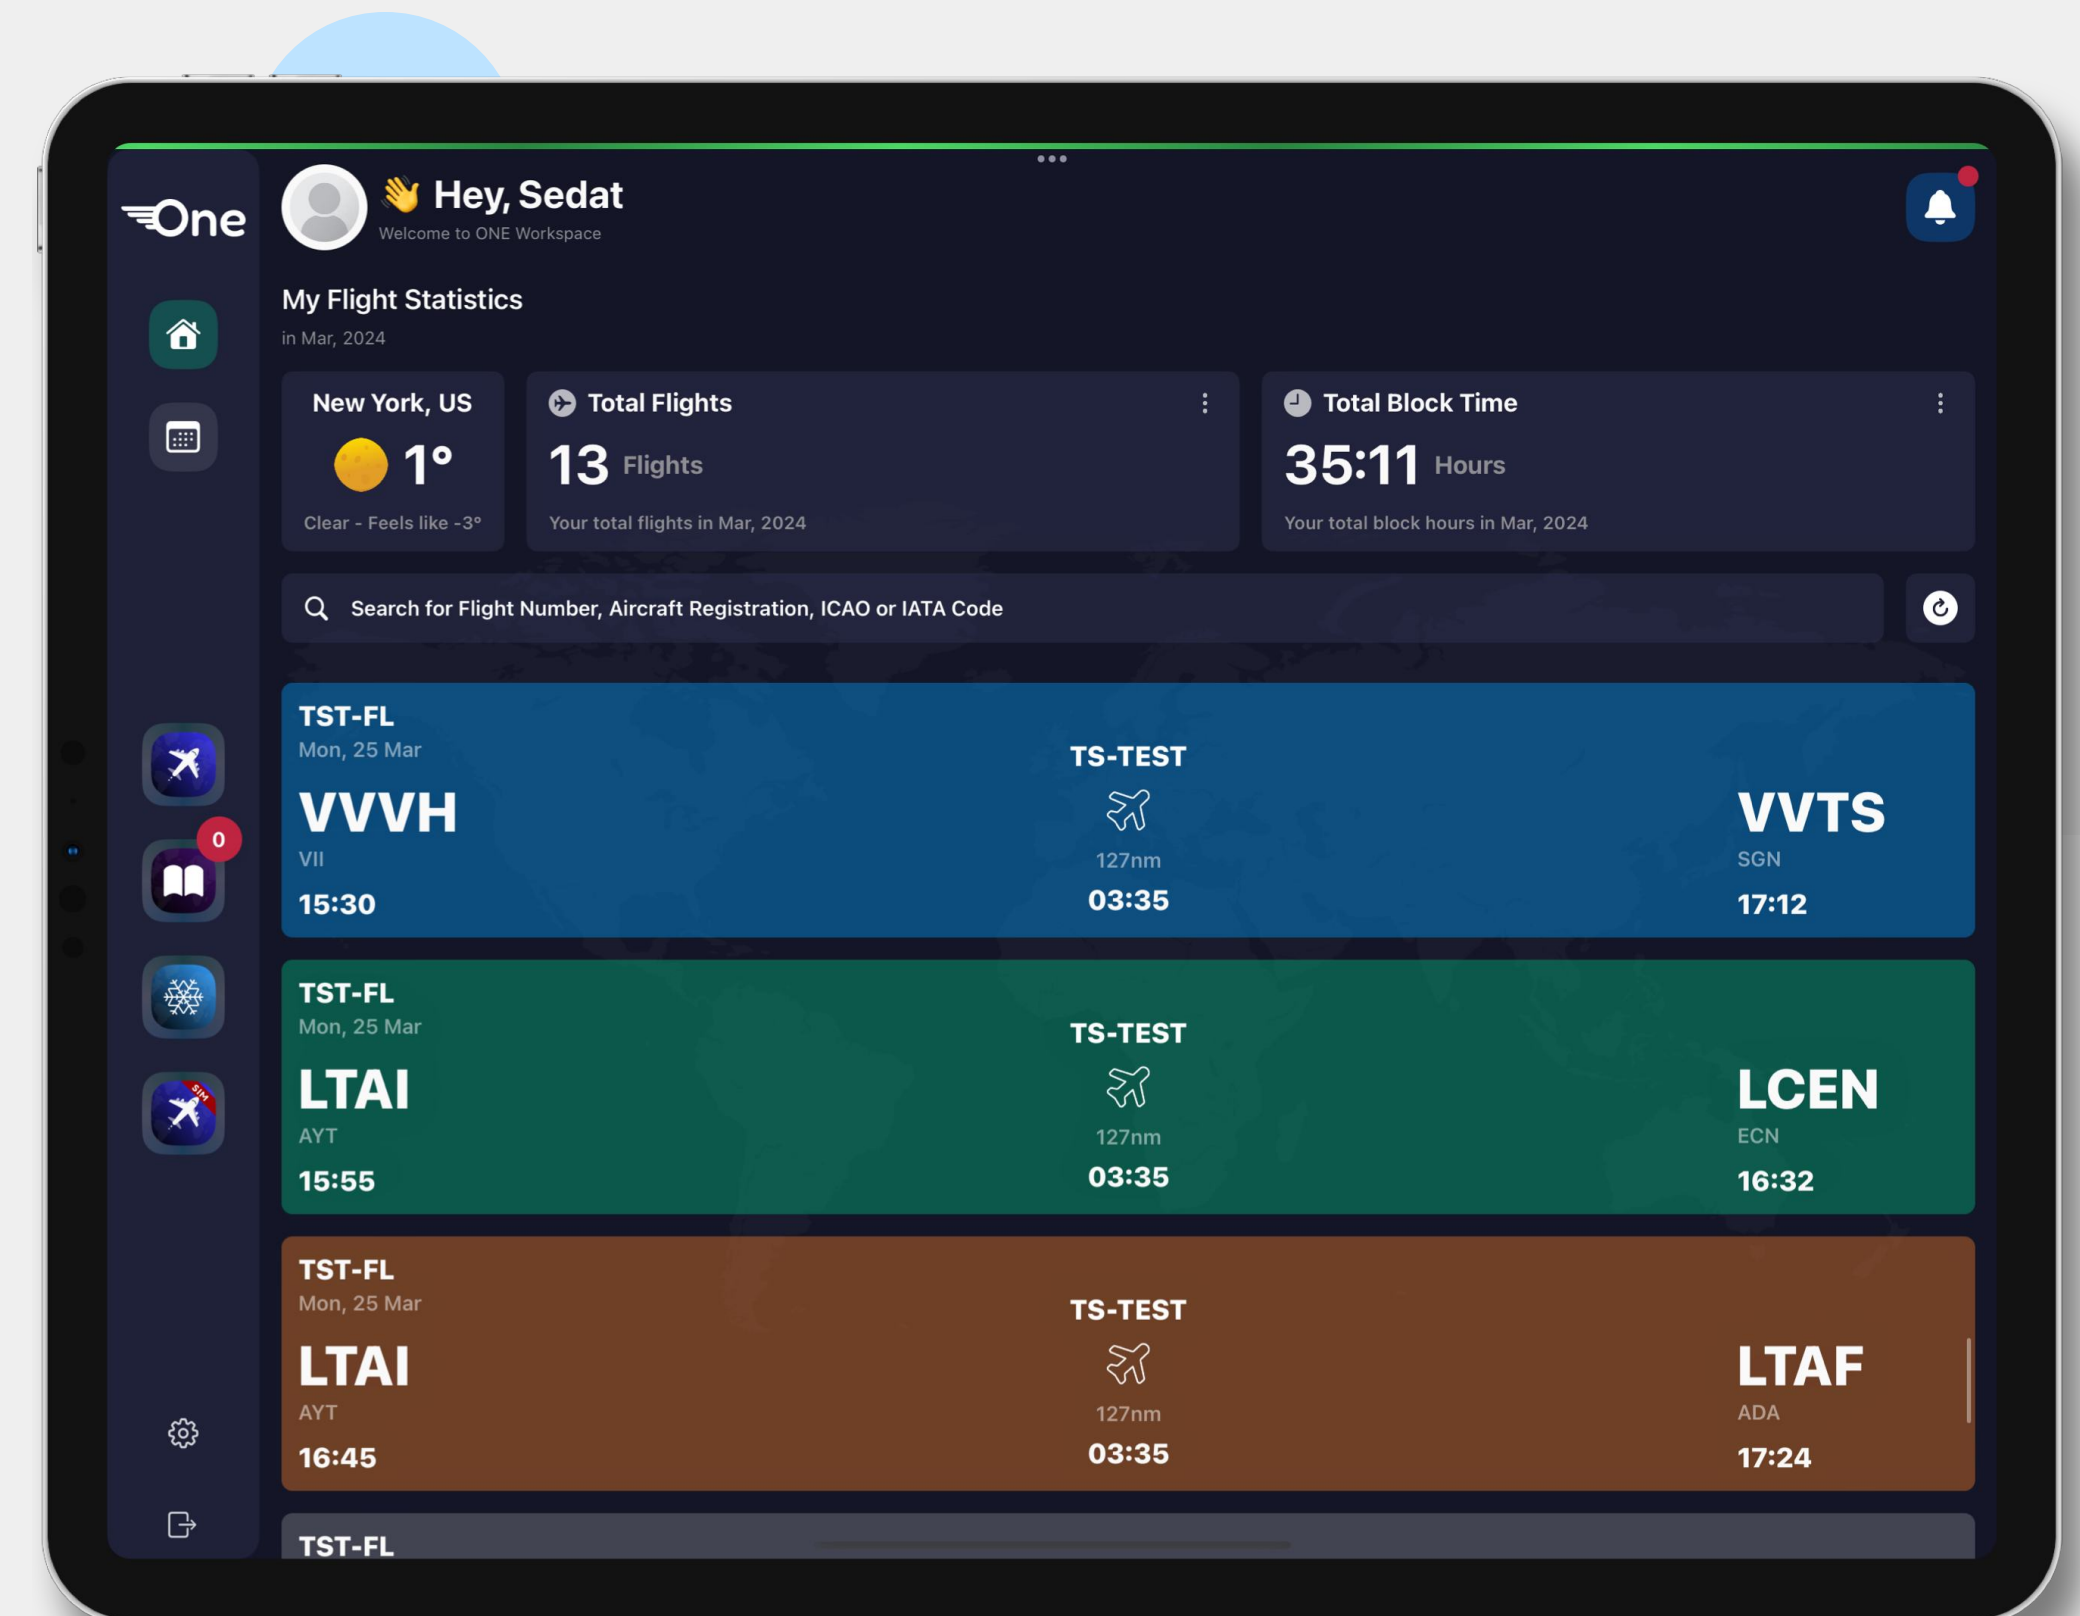 One
👋 Hey, Sedat
Welcome to ONE Workspace
My Flight Statistics
in Mar, 2024
New York, US
1°
Clear - Feels like -3°
Total Flights
13 Flights
Your total flights in Mar, 2024
Total Block Time
35:11 Hours
Your total block hours in Mar, 2024
Search for Flight Number, Aircraft Registration, ICAO or IATA Code
0
SIM
TST-FL
Mon, 25 Mar
VVVH
VII
15:30
TS-TEST
127nm
03:35
VVTS
SGN
17:12
TST-FL
Mon, 25 Mar
LTAI
AYT
15:55
TS-TEST
127nm
03:35
LCEN
ECN
16:32
TST-FL
Mon, 25 Mar
LTAI
AYT
16:45
TS-TEST
127nm
03:35
LTAF
ADA
17:24
TST-FL